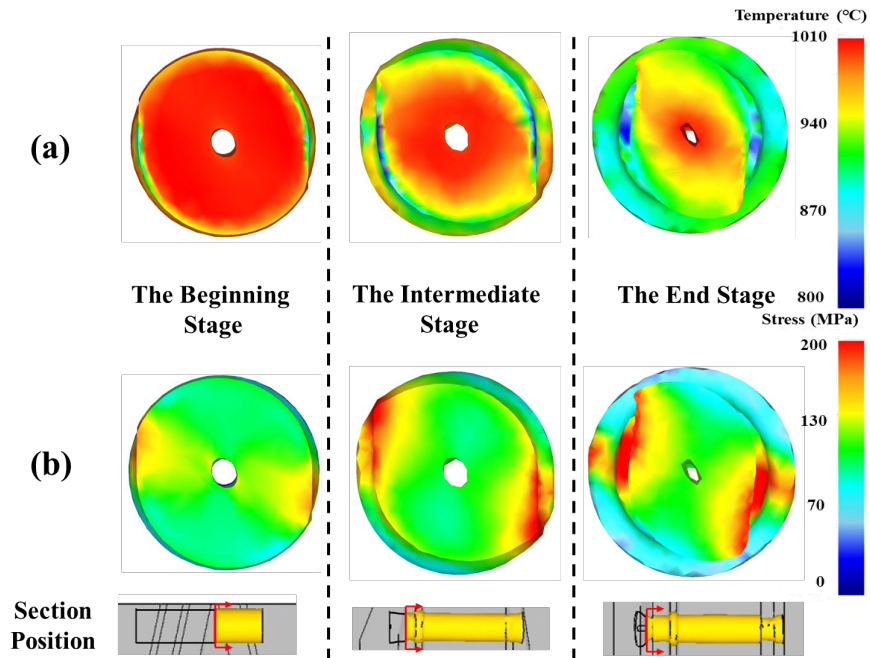 Temperature (℃)
1010
940
870
800
(a)
The Beginning
Stage
The Intermediate
Stage
The End Stage
Stress (MPa)
200
130
70
0
(b)
Section
Position